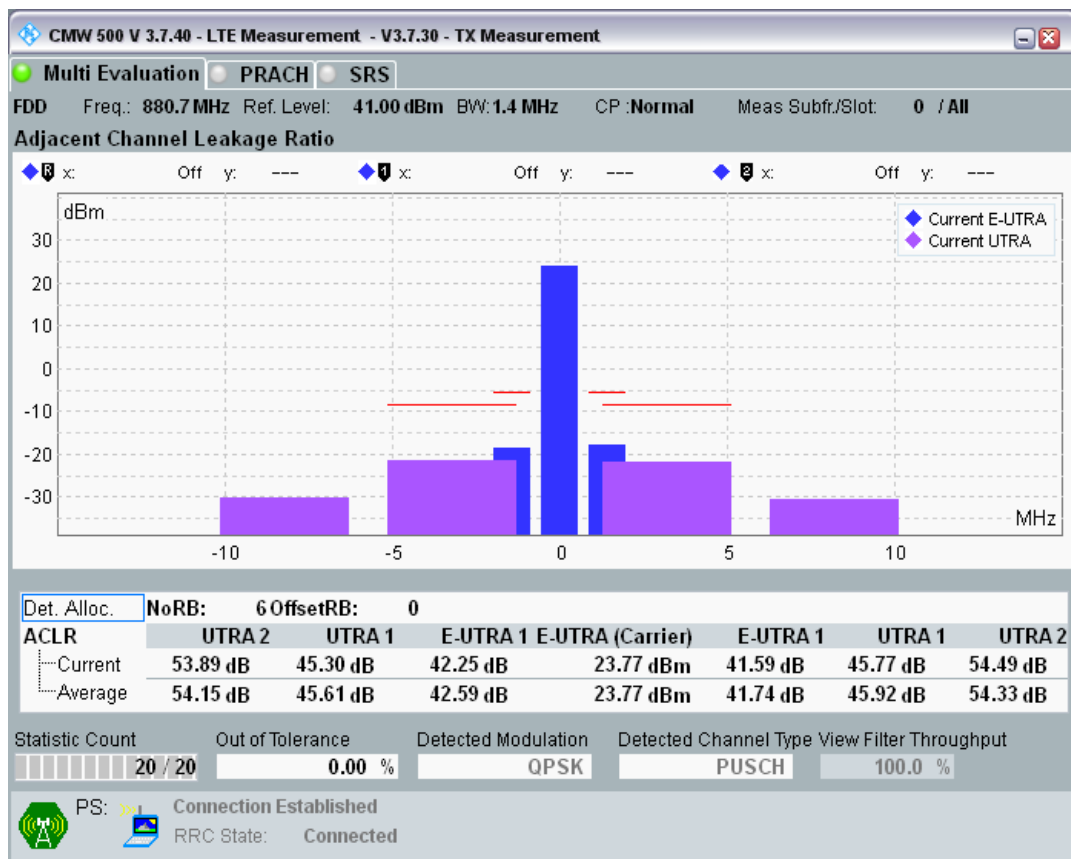 CMW 500 V 3.7.40 - LTE Measurement - V3.7.30 - TX Measurement
Multi Evaluation PRACH SRS
FDD Freq.: 880.7 MHz Ref. Level: 41.00 dBm BW: 1.4 MHz CP :Normal Meas Subfr./Slot: 0 / All
Adjacent Channel Leakage Ratio
R x: Off y: --- 1 x: Off y: --- 2 x: Off y: ---
dBm
Current E-UTRA
Current UTRA
30
20
10
0
-10
-20
-30
MHz
-10 -5 0 5 10
Det. Alloc. NoRB: 6 OffsetRB: 0
ACLR UTRA 2 UTRA 1 E-UTRA 1 E-UTRA (Carrier) E-UTRA 1 UTRA 1 UTRA 2
Current 53.89 dB 45.30 dB 42.25 dB 23.77 dBm 41.59 dB 45.77 dB 54.49 dB
Average 54.15 dB 45.61 dB 42.59 dB 23.77 dBm 41.74 dB 45.92 dB 54.33 dB
Statistic Count Out of Tolerance Detected Modulation Detected Channel Type View Filter Throughput
20 / 20 0.00 % QPSK PUSCH 100.0 %
PS: Connection Established
RRC State: Connected